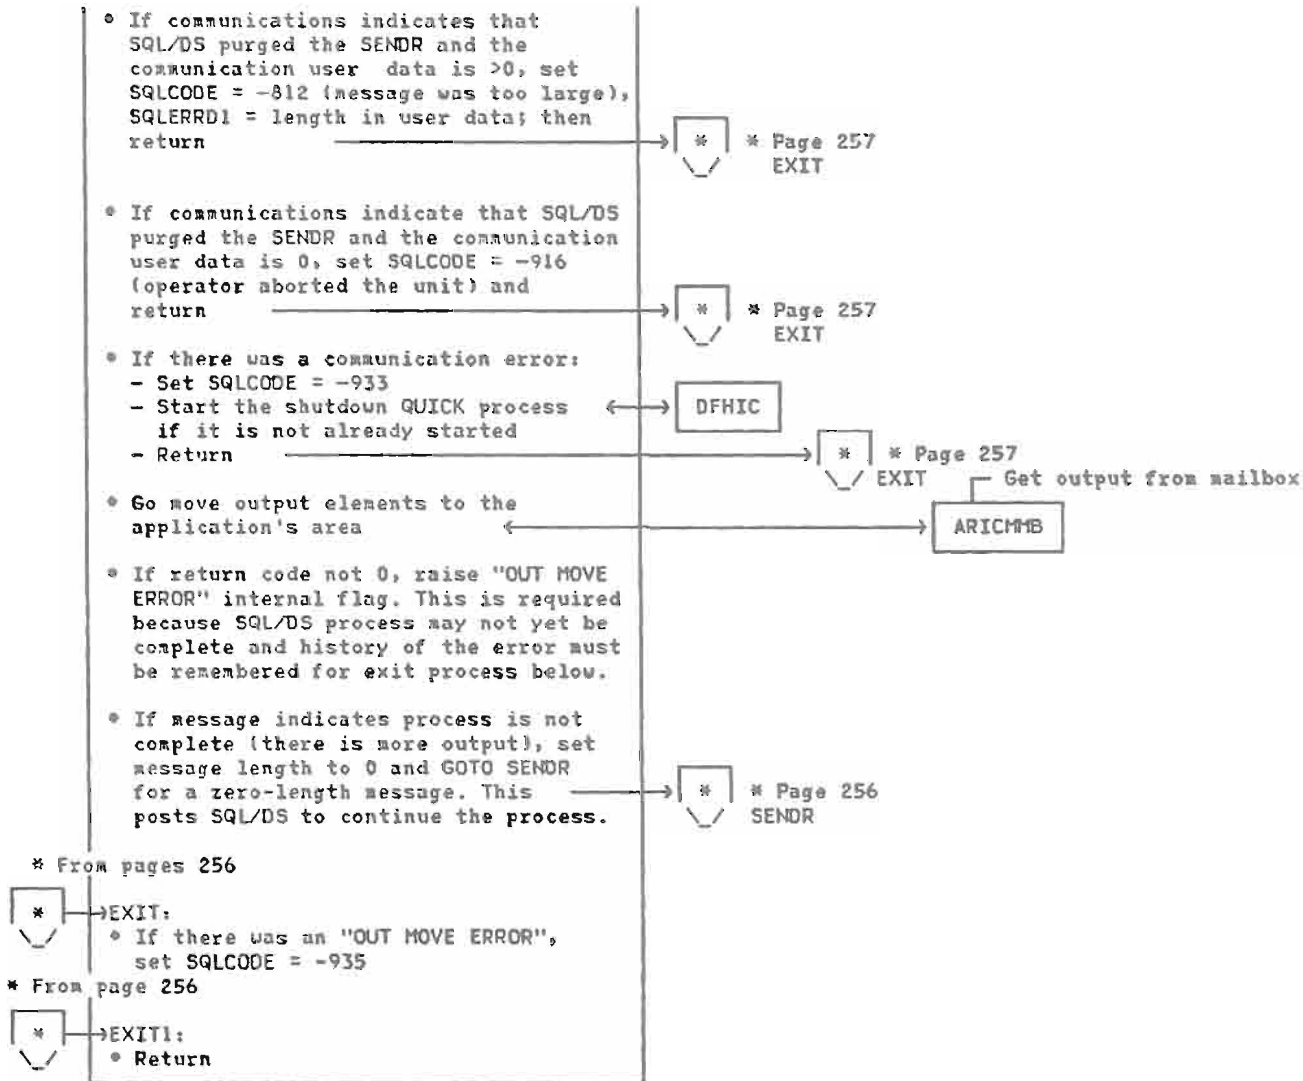 • If communications indicates that
SQL/DS purged the SENDR and the
communication user data is >0, set
SQLCODE = -812 (message was too large),
SQLERRD1 = length in user data; then
return
* * Page 257
EXIT
• If communications indicate that SQL/DS
purged the SENDR and the communication
user data is 0, set SQLCODE = -916
(operator aborted the unit) and
return
* * Page 257
EXIT
• If there was a communication error:
- Set SQLCODE = -933
- Start the shutdown QUICK process
if it is not already started
DFHIC
- Return
* * Page 257
EXIT
Get output from mailbox
• Go move output elements to the
application's area
ARICMMB
• If return code not 0, raise "OUT MOVE
ERROR" internal flag. This is required
because SQL/DS process may not yet be
complete and history of the error must
be remembered for exit process below.
• If message indicates process is not
complete (there is more output), set
message length to 0 and GOTO SENDR
for a zero-length message. This
posts SQL/DS to continue the process.
* * Page 256
SENDR
* From pages 256
* EXIT:
• If there was an "OUT MOVE ERROR",
set SQLCODE = -935
* From page 256
* EXIT1:
• Return